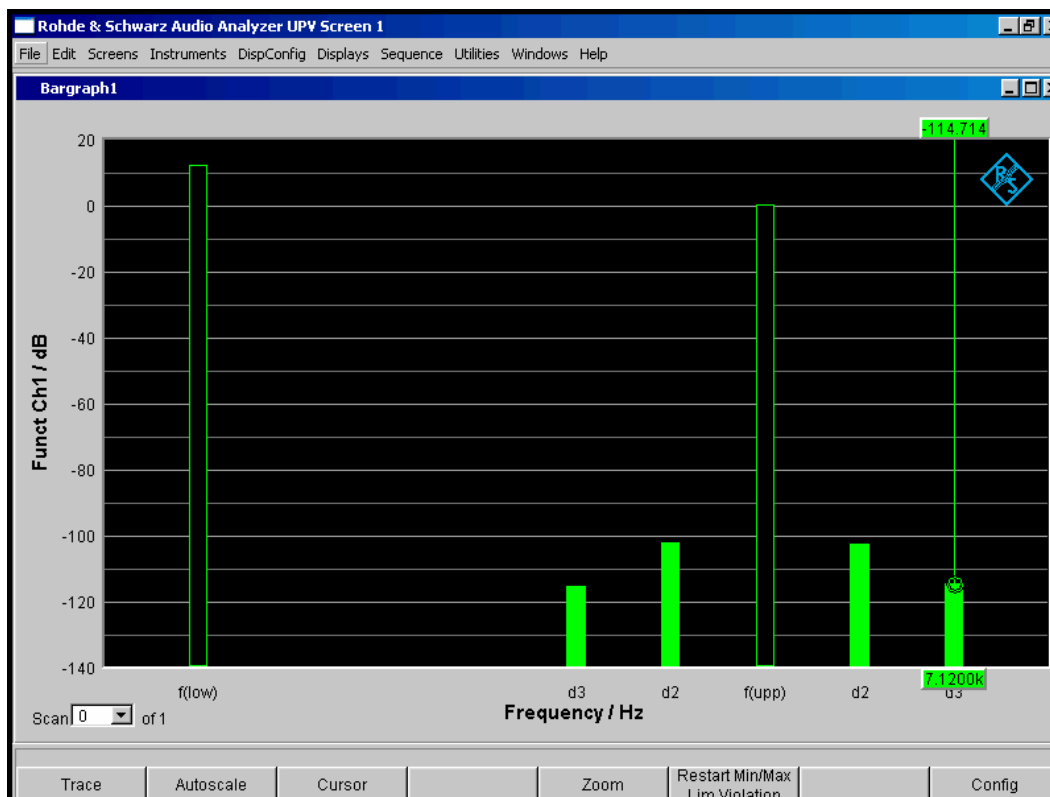 Rohde & Schwarz Audio Analyzer UPV Screen 1
File Edit Screens Instruments DispConfig Displays Sequence Utilities Windows Help
Bargraph1
-114.714
20
0
-20
-40
-60
-80
-100
-120
-140
Funct Ch1 / dB
R S
7.1200k
f(low) d3 d2 f(upp) d2 d3
Frequency / Hz
Scan 0 of 1
Trace Autoscale Cursor Zoom Restart Min/Max Config
Lim Violation